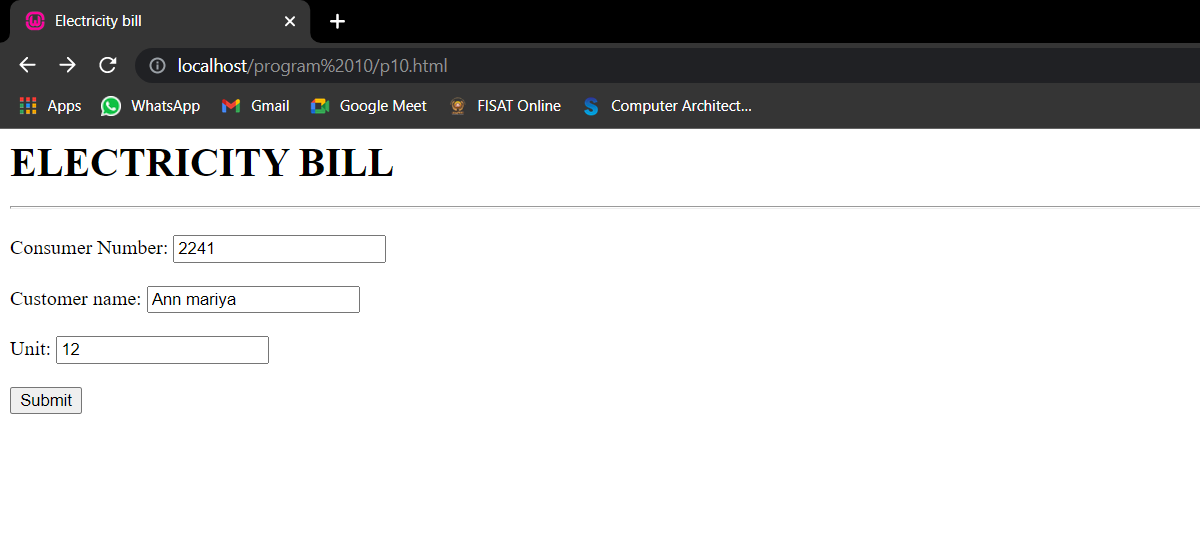 Electricity bill
localhost/program%2010/p10.html
Apps WhatsApp Gmail Google Meet FISAT Online Computer Architect...
ELECTRICITY BILL
Consumer Number: 2241
Customer name: Ann mariya
Unit: 12
Submit